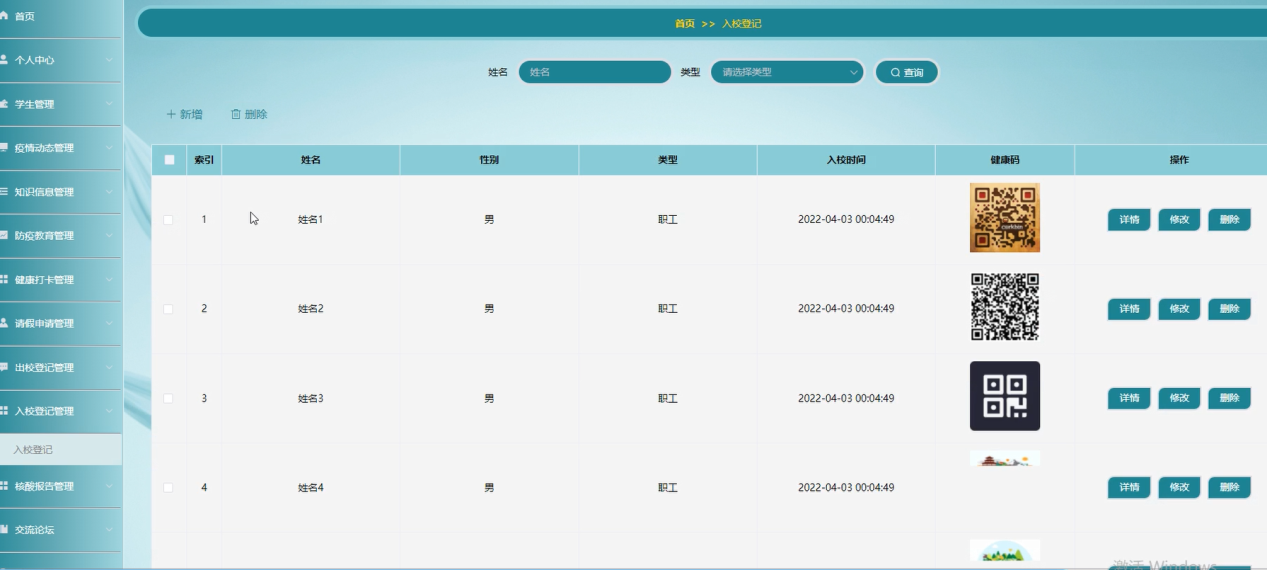 首页
个人中心
学生管理
疫情动态管理
知识信息管理
防疫教育管理
健康打卡管理
请假申请管理
出校登记管理
入校登记管理
入校登记
核酸报告管理
交流论坛
首页 >> 入校登记
姓名 姓名 类型 请选择类型 查询
新增 删除
索引 姓名 性别 类型 入校时间 健康码 操作
1 姓名1 男 职工 2022-04-03 00:04:49 详情 修改 删除
2 姓名2 男 职工 2022-04-03 00:04:49 详情 修改 删除
3 姓名3 男 职工 2022-04-03 00:04:49 详情 修改 删除
4 姓名4 男 职工 2022-04-03 00:04:49 详情 修改 删除
激活 Windows